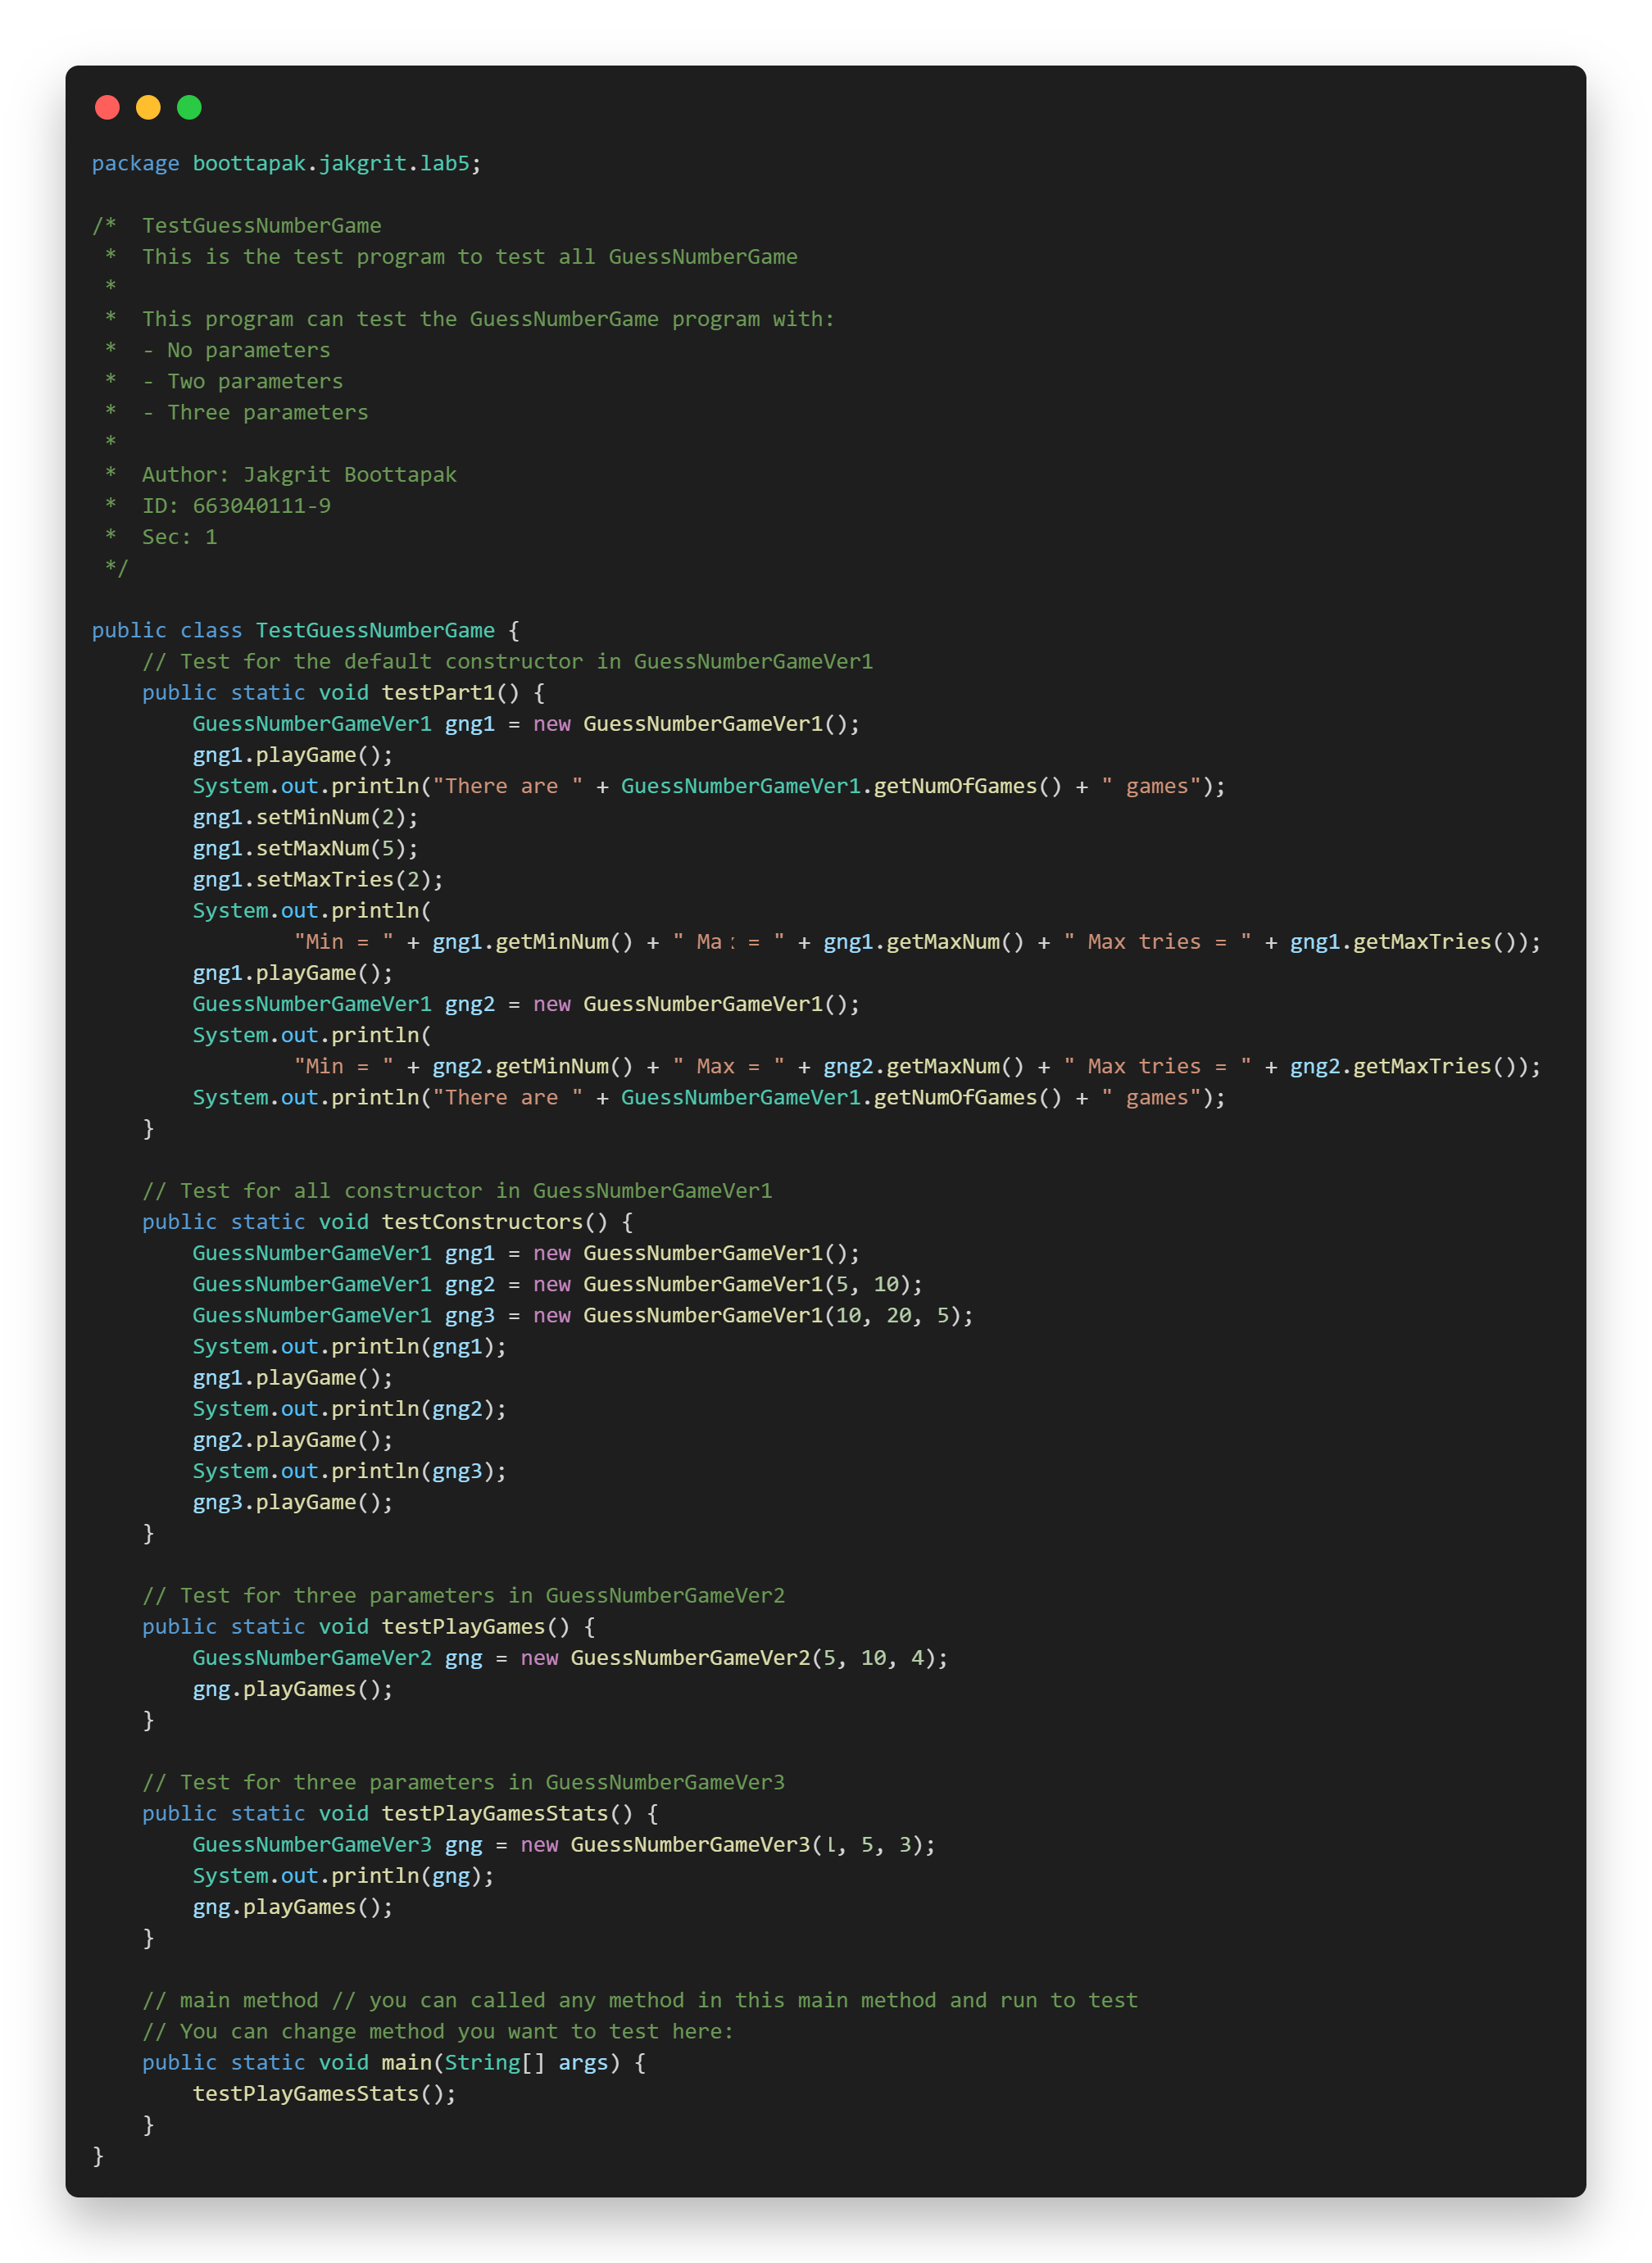 package boottapak.jakgrit.lab5;

/*  TestGuessNumberGame
 *  This is the test program to test all GuessNumberGame
 *
 *  This program can test the GuessNumberGame program with:
 *  - No parameters
 *  - Two parameters
 *  - Three parameters
 *
 *  Author: Jakgrit Boottapak
 *  ID: 663040111-9
 *  Sec: 1
 */

public class TestGuessNumberGame {
    // Test for the default constructor in GuessNumberGameVer1
    public static void testPart1() {
        GuessNumberGameVer1 gng1 = new GuessNumberGameVer1();
        gng1.playGame();
        System.out.println("There are " + GuessNumberGameVer1.getNumOfGames() + " games");
        gng1.setMinNum(2);
        gng1.setMaxNum(5);
        gng1.setMaxTries(2);
        System.out.println(
                "Min = " + gng1.getMinNum() + " = " + gng1.getMaxNum() + " Max tries = " + gng1.getMaxTries());
        gng1.playGame();
        GuessNumberGameVer1 gng2 = new GuessNumberGameVer1();
        System.out.println(
                "Min = " + gng2.getMinNum() + " Max = " + gng2.getMaxNum() + " Max tries = " + gng2.getMaxTries());
        System.out.println("There are " + GuessNumberGameVer1.getNumOfGames() + " games");
    }

    // Test for all constructor in GuessNumberGameVer1
    public static void testConstructors() {
        GuessNumberGameVer1 gng1 = new GuessNumberGameVer1();
        GuessNumberGameVer1 gng2 = new GuessNumberGameVer1(5, 10);
        GuessNumberGameVer1 gng3 = new GuessNumberGameVer1(10, 20, 5);
        System.out.println(gng1);
        gng1.playGame();
        System.out.println(gng2);
        gng2.playGame();
        System.out.println(gng3);
        gng3.playGame();
    }

    // Test for three parameters in GuessNumberGameVer2
    public static void testPlayGames() {
        GuessNumberGameVer2 gng = new GuessNumberGameVer2(5, 10, 4);
        gng.playGames();
    }

    // Test for three parameters in GuessNumberGameVer3
    public static void testPlayGamesStats() {
        GuessNumberGameVer3 gng = new GuessNumberGameVer3(, 5, 3);
        System.out.println(gng);
        gng.playGames();
    }

    // main method // you can called any method in this main method and run to test
    // You can change method you want to test here:
    public static void main(String[] args) {
        testPlayGamesStats();
    }
}